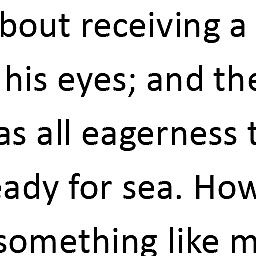 bout receiving a
his eyes; and the
as all eagerness t
eady for sea. How
something like m